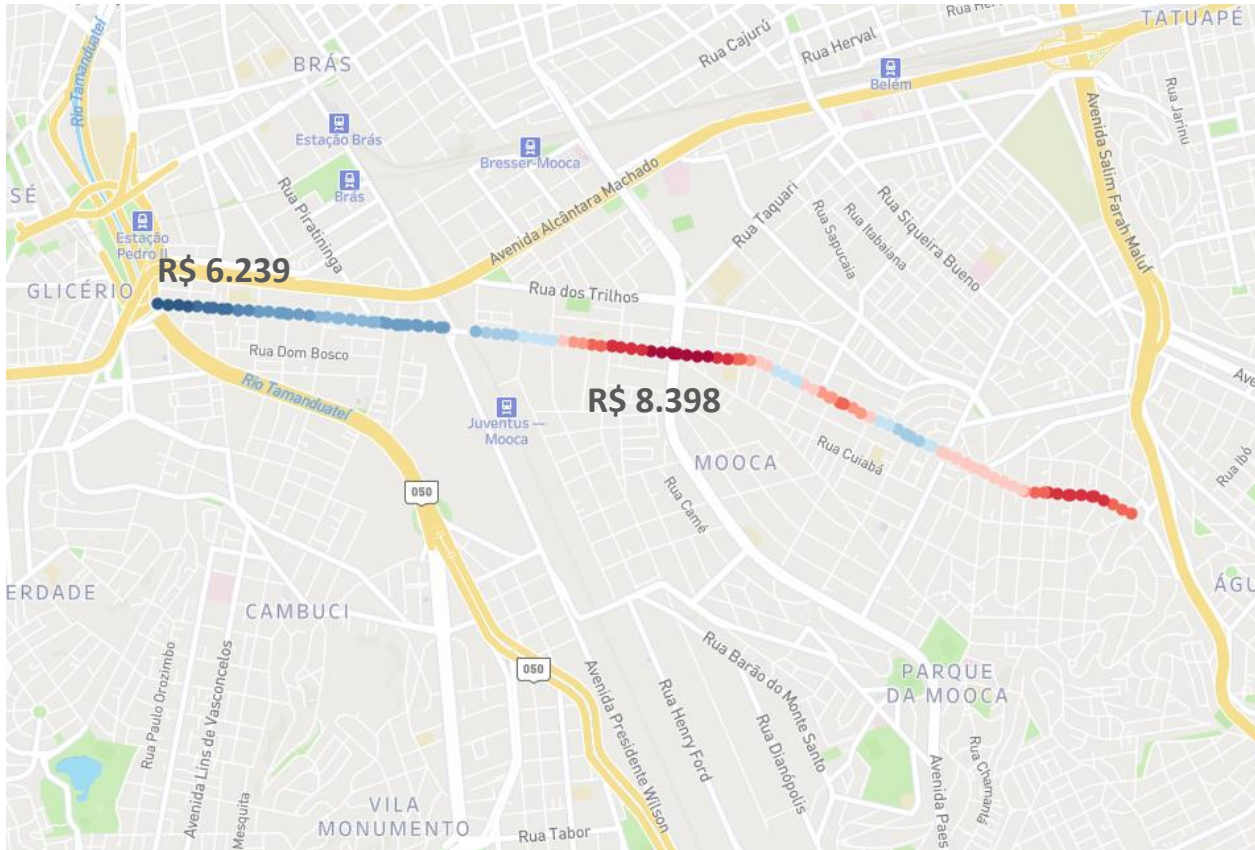 Rua Her
TATUAPÉ
Rua Cajurú
Rua Herval
BRÁS
Belém
Rio Tamanduateí
Rua Jarinu
Estação Brás
Bresser-Mooca
Avenida Salim Farah Maluf
SÉ
Brás
Rua Piratininga
Avenida Alcântara Machado
Rua Taquari
Rua Sapucaia
Rua Itabaiana
Rua Siqueira Bueno
Estação
Pedro II
R$ 6.239
GLICÉRIO
Rua dos Trilhos
Rua Dom Bosco
Ave
Rio Tamanduateí
R$ 8.398
Juventus —
Mooca
MOOCA
Rua Cuiabá
Rua Ibó
Rua Camé
050
ERDADE
CAMBUCI
ÁGU
050
Rua Paulo Orozimbo
Avenida Lins de Vasconcelos
Avenida Presidente Wilson
Rua Henry Ford
Rua Barão do Monte Santo
Rua Dianópolis
PARQUE
DA MOOCA
Avenida Paes
Rua Chamantá
Mesquita
VILA
MONUMENTO
Rua Tabor